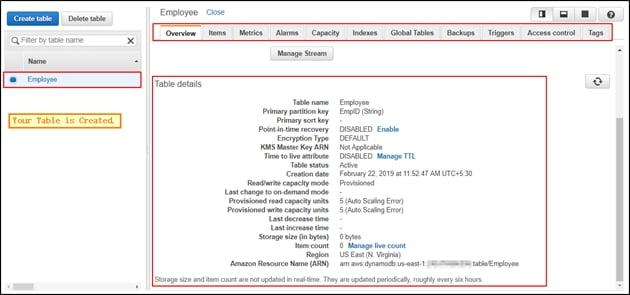 Create table Delete table
Filter by table name
Name
Employee
Your Table is Created.
Employee Close
Overview Items Metrics Alarms Capacity Indexes Global Tables Backups Triggers Access control Tags
Manage Stream
Table details
Table name Employee
Primary partition key EmpID (String)
Primary sort key -
Point-in-time recovery DISABLED Enable
Encryption Type DEFAULT
KMS Master Key ARN Not Applicable
Time to live attribute DISABLED Manage TTL
Table status Active
Creation date February 22, 2019 at 11:52:47 AM UTC+5:30
Read/write capacity mode Provisioned
Last change to on-demand mode -
Provisioned read capacity units 5 (Auto Scaling Error)
Provisioned write capacity units 5 (Auto Scaling Error)
Last decrease time -
Last increase time -
Storage size (in bytes) 0 bytes
Item count 0 Manage live count
Region US East (N. Virginia)
Amazon Resource Name (ARN) arn:aws:dynamodb:us-east-1: table/Employee
Storage size and item count are not updated in real-time. They are updated periodically, roughly every six hours